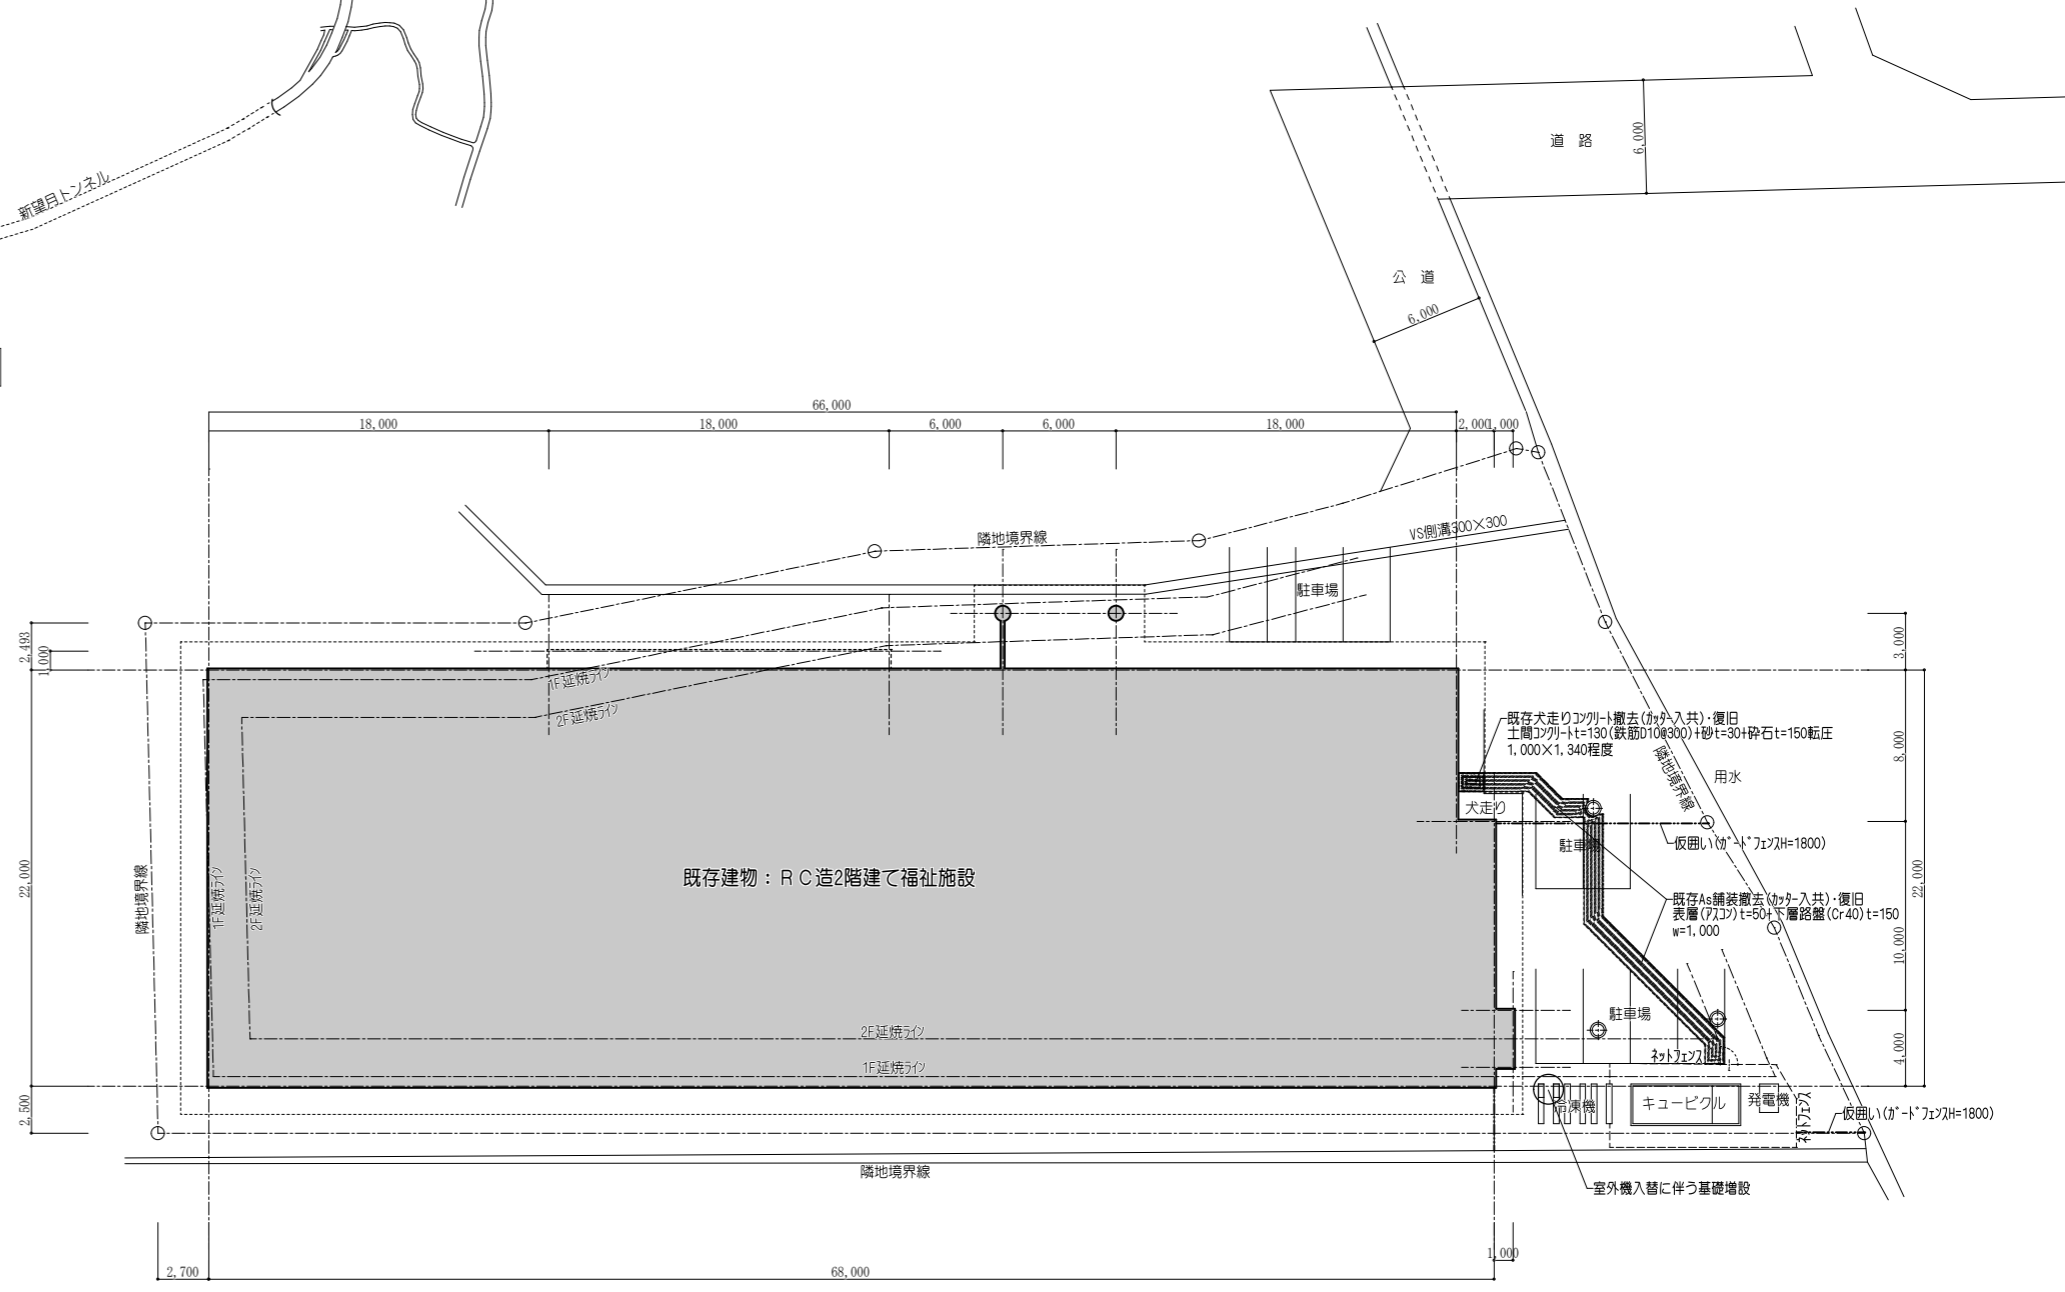 新望月トンネル
道 路
6,000
公 道
6,000
66,000
18,000
18,000
6,000
6,000
18,000
2,000
1,000
隣地境界線
VS側溝300×300
駐車場
2,493
1,000
3,000
1F延焼ライン
2F延焼ライン
既存犬走りコンクリート撤去(カッター入共)・復旧
土間コンクリートt=130(鉄筋D10@300)+砂t=30+砕石t=150転圧
1,000×1,340程度
隣地境界線
用水
8,000
犬走り
駐車場
仮囲い(ガードフェンスH=1800)
既存建物：ＲＣ造2階建て福祉施設
22,000
22,000
隣地境界線
1F延焼ライン
2F延焼ライン
既存As舗装撤去(カッター入共)・復旧
表層(アスコン)t=50+下層路盤(Cr40)t=150
w=1,000
10,000
駐車場
2F延焼ライン
ネットフェンス
4,000
1F延焼ライン
2,500
冷凍機
キュービクル
発電機
ネットフェンス
仮囲い(ガードフェンスH=1800)
隣地境界線
室外機入替に伴う基礎増設
1,000
2,700
68,000